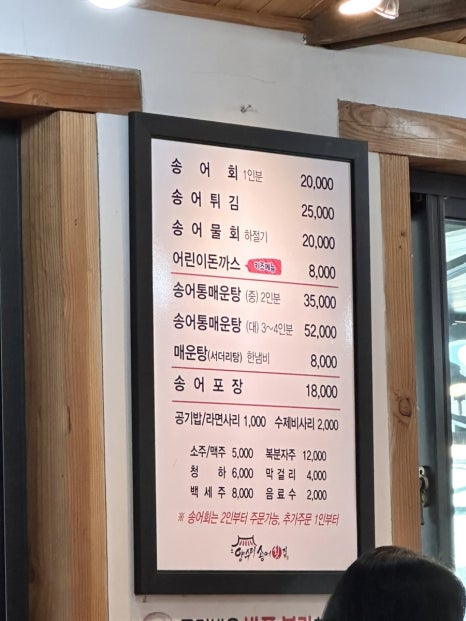 송어회 1인분 20,000
송어튀김 25,000
송어물회 하절기 20,000
어린이돈까스 키즈메뉴 8,000
송어통매운탕 (중) 2인분 35,000
송어통매운탕 (대) 3~4인분 52,000
매운탕(서더리탕) 한냄비 8,000
송어포장 18,000
공기밥/라면사리 1,000 수제비사리 2,000
소주/맥주 5,000 복분자주 12,000
청하 6,000 막걸리 4,000
백세주 8,000 음료수 2,000
※ 송어회는 2인부터 주문가능, 추가주문 1인부터
송어